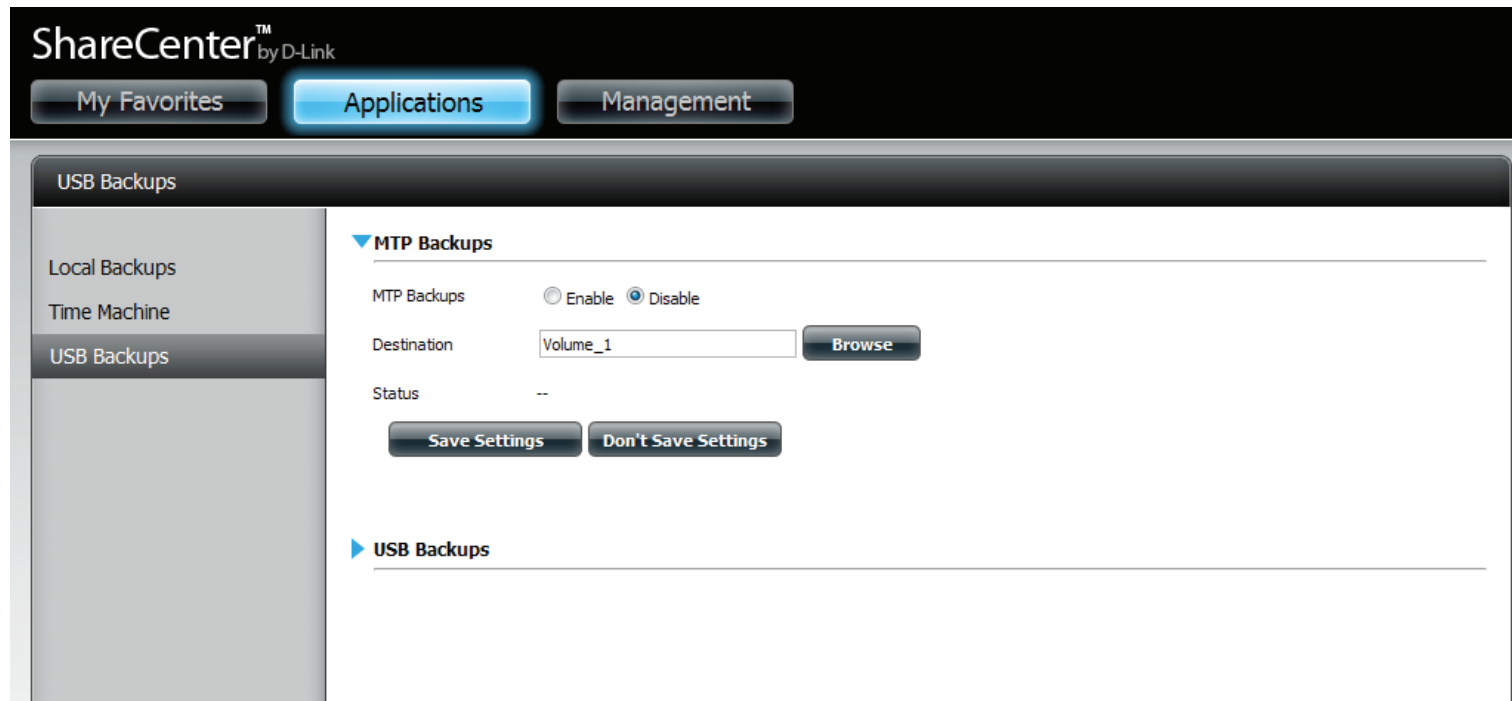 ShareCenter™ by D-Link
My Favorites Applications Management
USB Backups
Local Backups
Time Machine
USB Backups
MTP Backups
MTP Backups Enable Disable
Destination Volume_1 Browse
Status --
Save Settings Don't Save Settings
USB Backups